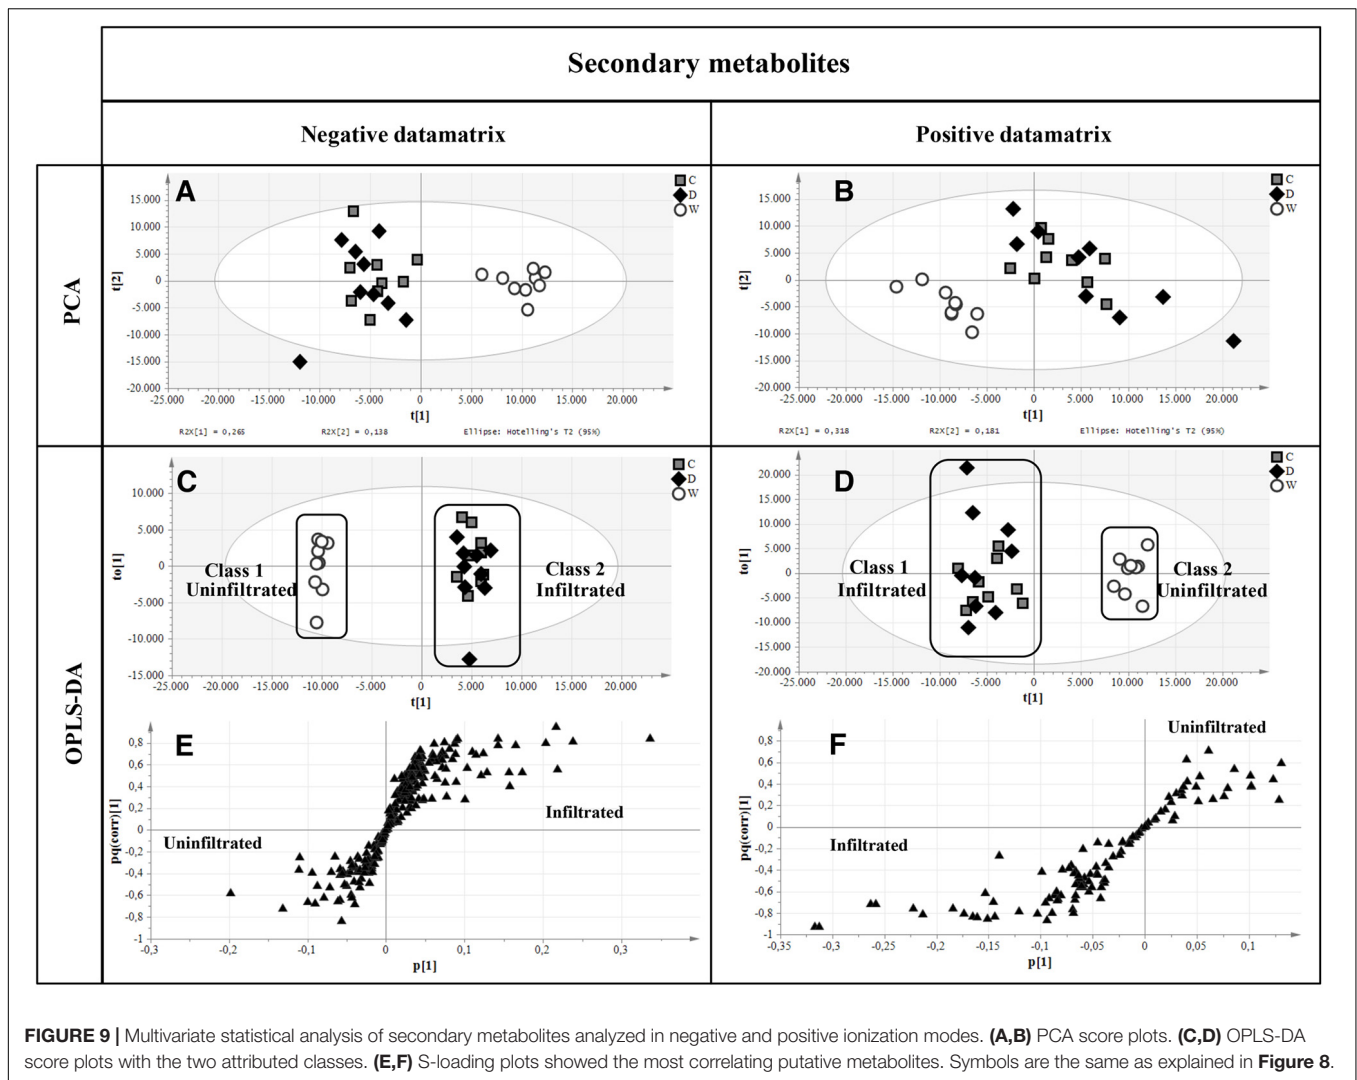 Secondary metabolites
Negative datamatrix
Positive datamatrix
PCA
A
C
D
W
15.000
10.000
5.000
0
-5.000
-10.000
-15.000
-20.000
t[2]
-25.000 -20.000 -15.000 -10.000 -5.000 0 5.000 10.000 15.000 20.000
t[1]
R2X[1] = 0,265 R2X[2] = 0,138 Ellipse: Hotelling's T2 (95%)
B
C
D
W
15.000
10.000
5.000
0
-5.000
-10.000
-15.000
-20.000
t[2]
-25.000 -20.000 -15.000 -10.000 -5.000 0 5.000 10.000 15.000 20.000
t[1]
R2X[1] = 0,318 R2X[2] = 0,181 Ellipse: Hotelling's T2 (95%)
OPLS-DA
C
C
D
W
10.000
5.000
0
-5.000
-10.000
-15.000
to[1]
Class 1
Uninfiltrated
Class 2
Infiltrated
-25.000 -20.000 -15.000 -10.000 -5.000 0 5.000 10.000 15.000 20.000
t[1]
D
C
D
W
20.000
15.000
10.000
5.000
0
-5.000
-10.000
-15.000
-20.000
to[1]
Class 1
Infiltrated
Class 2
Uninfiltrated
-25.000 -20.000 -15.000 -10.000 -5.000 0 5.000 10.000 15.000 20.000
t[1]
E
0,8
0,6
0,4
0,2
0
-0,2
-0,4
-0,6
-0,8
-1
pq(corr)[1]
Infiltrated
Uninfiltrated
-0,3 -0,2 -0,1 0 0,1 0,2 0,3
p[1]
F
Uninfiltrated
0,8
0,6
0,4
0,2
0
-0,2
-0,4
-0,6
-0,8
-1
pq(corr)[1]
Infiltrated
-0,35 -0,3 -0,25 -0,2 -0,15 -0,1 -0,05 0 0,05 0,1
p[1]
FIGURE 9 | Multivariate statistical analysis of secondary metabolites analyzed in negative and positive ionization modes. (A,B) PCA score plots. (C,D) OPLS-DA
score plots with the two attributed classes. (E,F) S-loading plots showed the most correlating putative metabolites. Symbols are the same as explained in Figure 8.